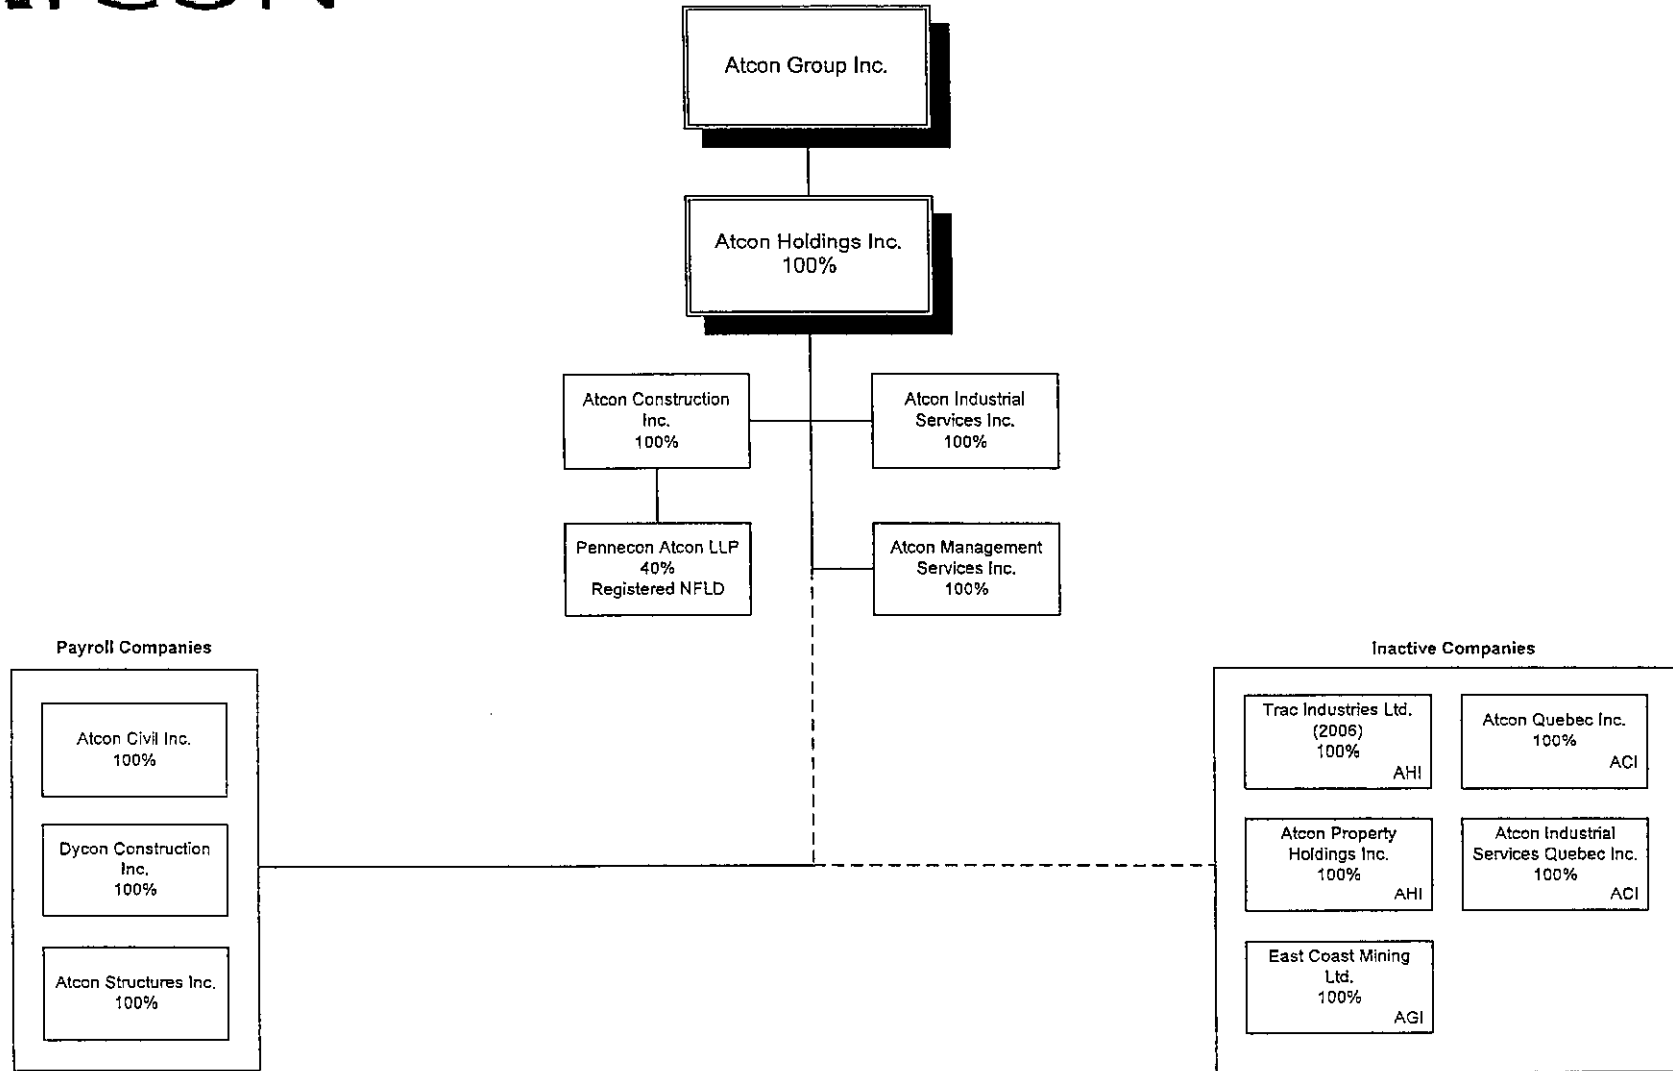 Atcon Group Inc.
Atcon Holdings Inc.
100%
Atcon Construction
Inc.
100%
Atcon Industrial
Services Inc.
100%
Pennecon Atcon LLP
40%
Registered NFLD
Atcon Management
Services Inc.
100%
Payroll Companies
Atcon Civil Inc.
100%
Dycon Construction
Inc.
100%
Atcon Structures Inc.
100%
Inactive Companies
Trac Industries Ltd.
(2006)
100%
AHI
Atcon Quebec Inc.
100%
ACI
Atcon Property
Holdings Inc.
100%
AHI
Atcon Industrial
Services Quebec Inc.
100%
ACI
East Coast Mining
Ltd.
100%
AGI